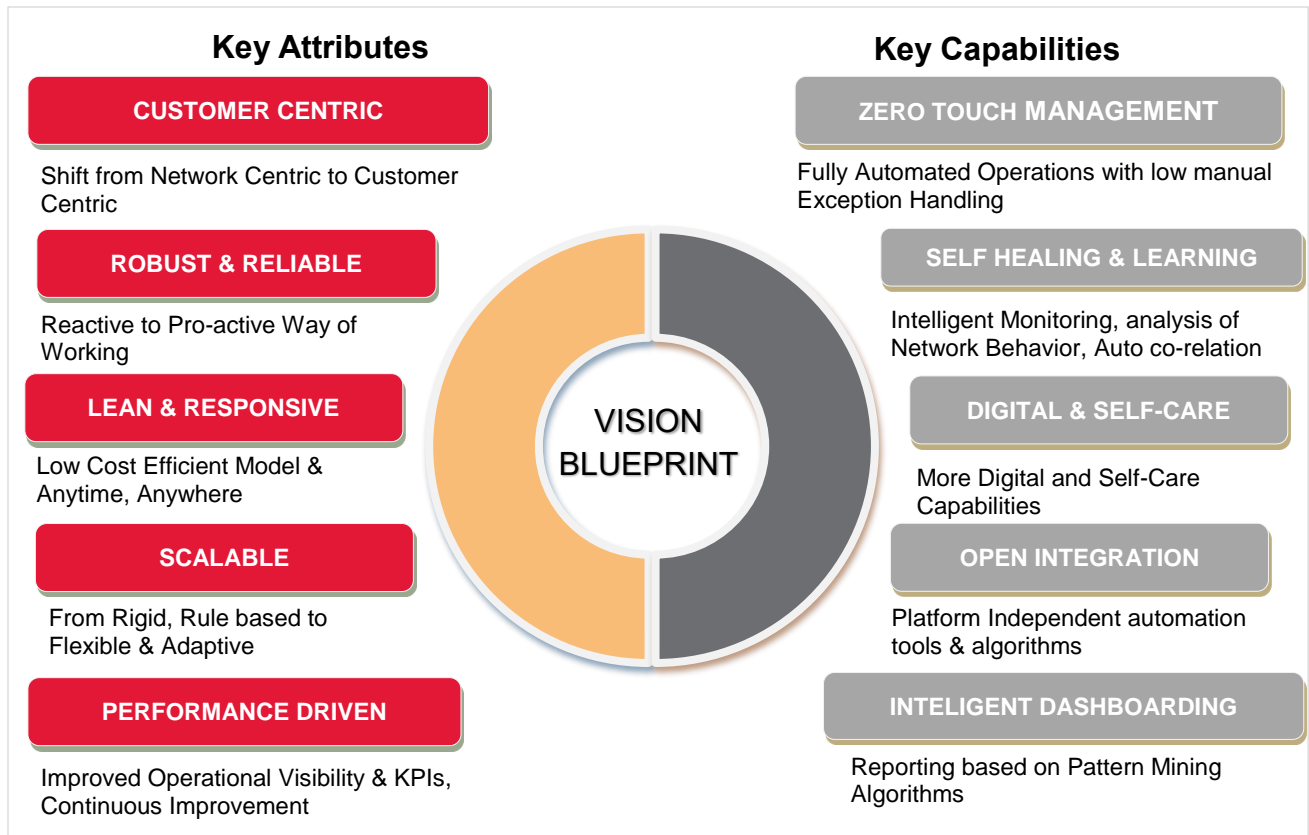 Key Attributes
CUSTOMER CENTRIC
Shift from Network Centric to Customer
Centric
ROBUST & RELIABLE
Reactive to Pro-active Way of
Working
LEAN & RESPONSIVE
Low Cost Efficient Model &
Anytime, Anywhere
SCALABLE
From Rigid, Rule based to
Flexible & Adaptive
PERFORMANCE DRIVEN
Improved Operational Visibility & KPIs,
Continuous Improvement
VISION
BLUEPRINT
Key Capabilities
ZERO TOUCH MANAGEMENT
Fully Automated Operations with low manual
Exception Handling
SELF HEALING & LEARNING
Intelligent Monitoring, analysis of
Network Behavior, Auto co-relation
DIGITAL & SELF-CARE
More Digital and Self-Care
Capabilities
OPEN INTEGRATION
Platform Independent automation
tools & algorithms
INTELIGENT DASHBOARDING
Reporting based on Pattern Mining
Algorithms